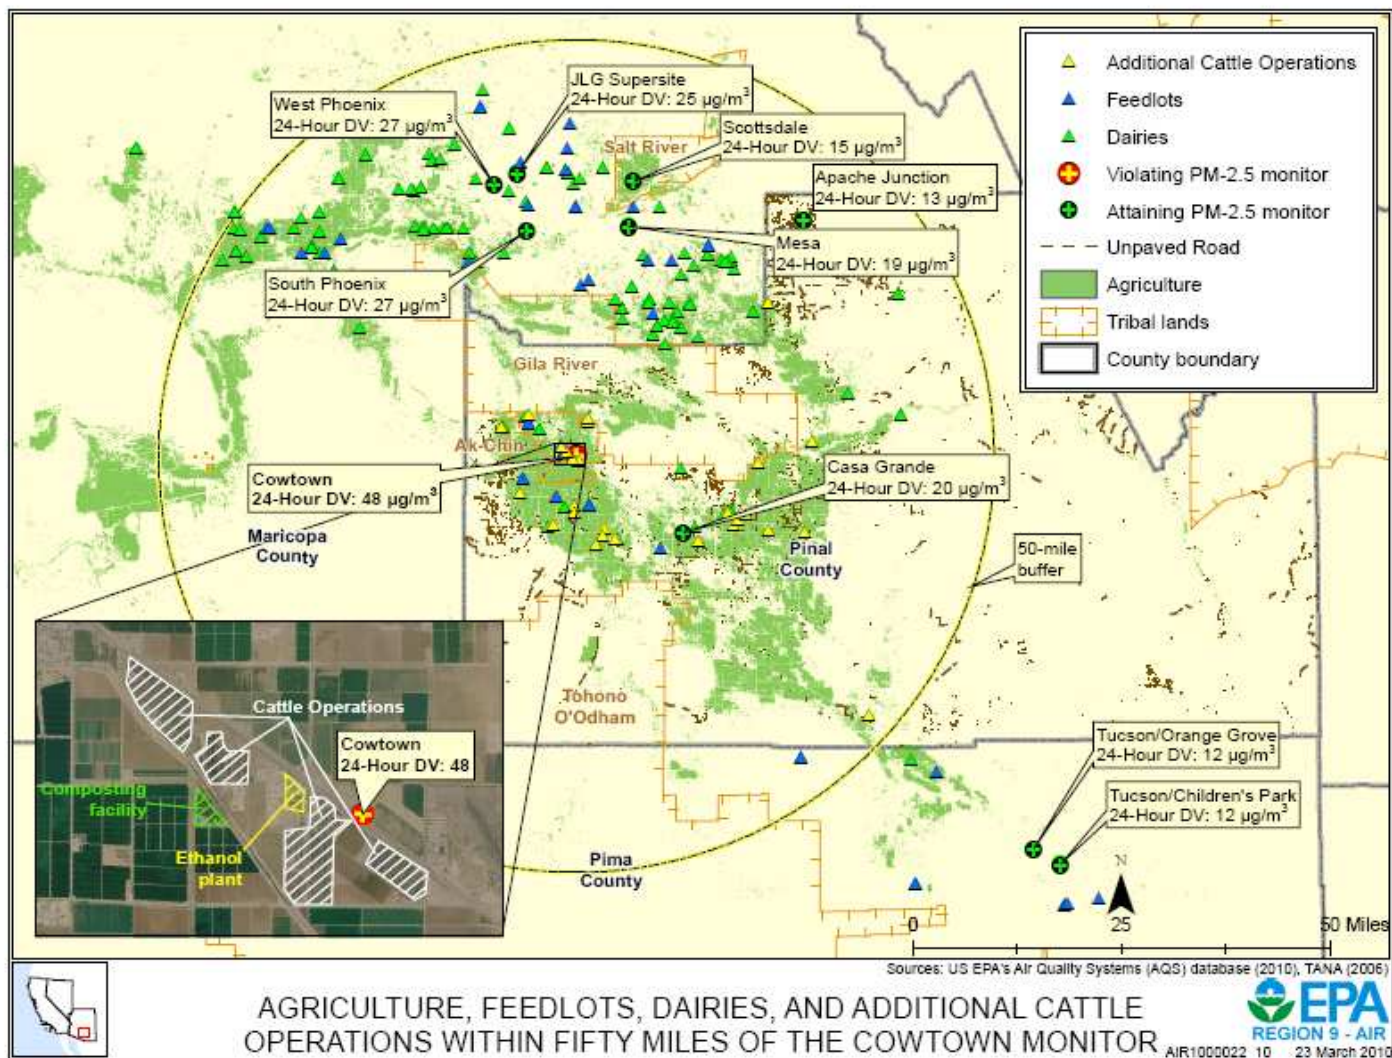 JLG Supersite
24-Hour DV: 25 µg/m³
West Phoenix
24-Hour DV: 27 µg/m³
Scottsdale
24-Hour DV: 15 µg/m³
Salt River
Apache Junction
24-Hour DV: 13 µg/m³
Mesa
24-Hour DV: 19 µg/m³
South Phoenix
24-Hour DV: 27 µg/m³
Additional Cattle Operations
Feedlots
Dairies
Violating PM-2.5 monitor
Attaining PM-2.5 monitor
Unpaved Road
Agriculture
Tribal lands
County boundary
Gila River
Ak-Chin
Cowtown
24-Hour DV: 48 µg/m³
Casa Grande
24-Hour DV: 20 µg/m³
Maricopa
County
Pinal
County
50-mile
buffer
Tohono
O'Odham
Cattle Operations
Cowtown
24-Hour DV: 48
Composting
facility
Ethanol
plant
Tucson/Orange Grove
24-Hour DV: 12 µg/m³
Tucson/Children's Park
24-Hour DV: 12 µg/m³
Pima
County
N
0 25 50 Miles
Sources: US EPA's Air Quality Systems (AQS) database (2010), TANA (2006)
AGRICULTURE, FEEDLOTS, DAIRIES, AND ADDITIONAL CATTLE
OPERATIONS WITHIN FIFTY MILES OF THE COWTOWN MONITOR
EPA
REGION 9 - AIR
AIR1000022_10 23 March 2010